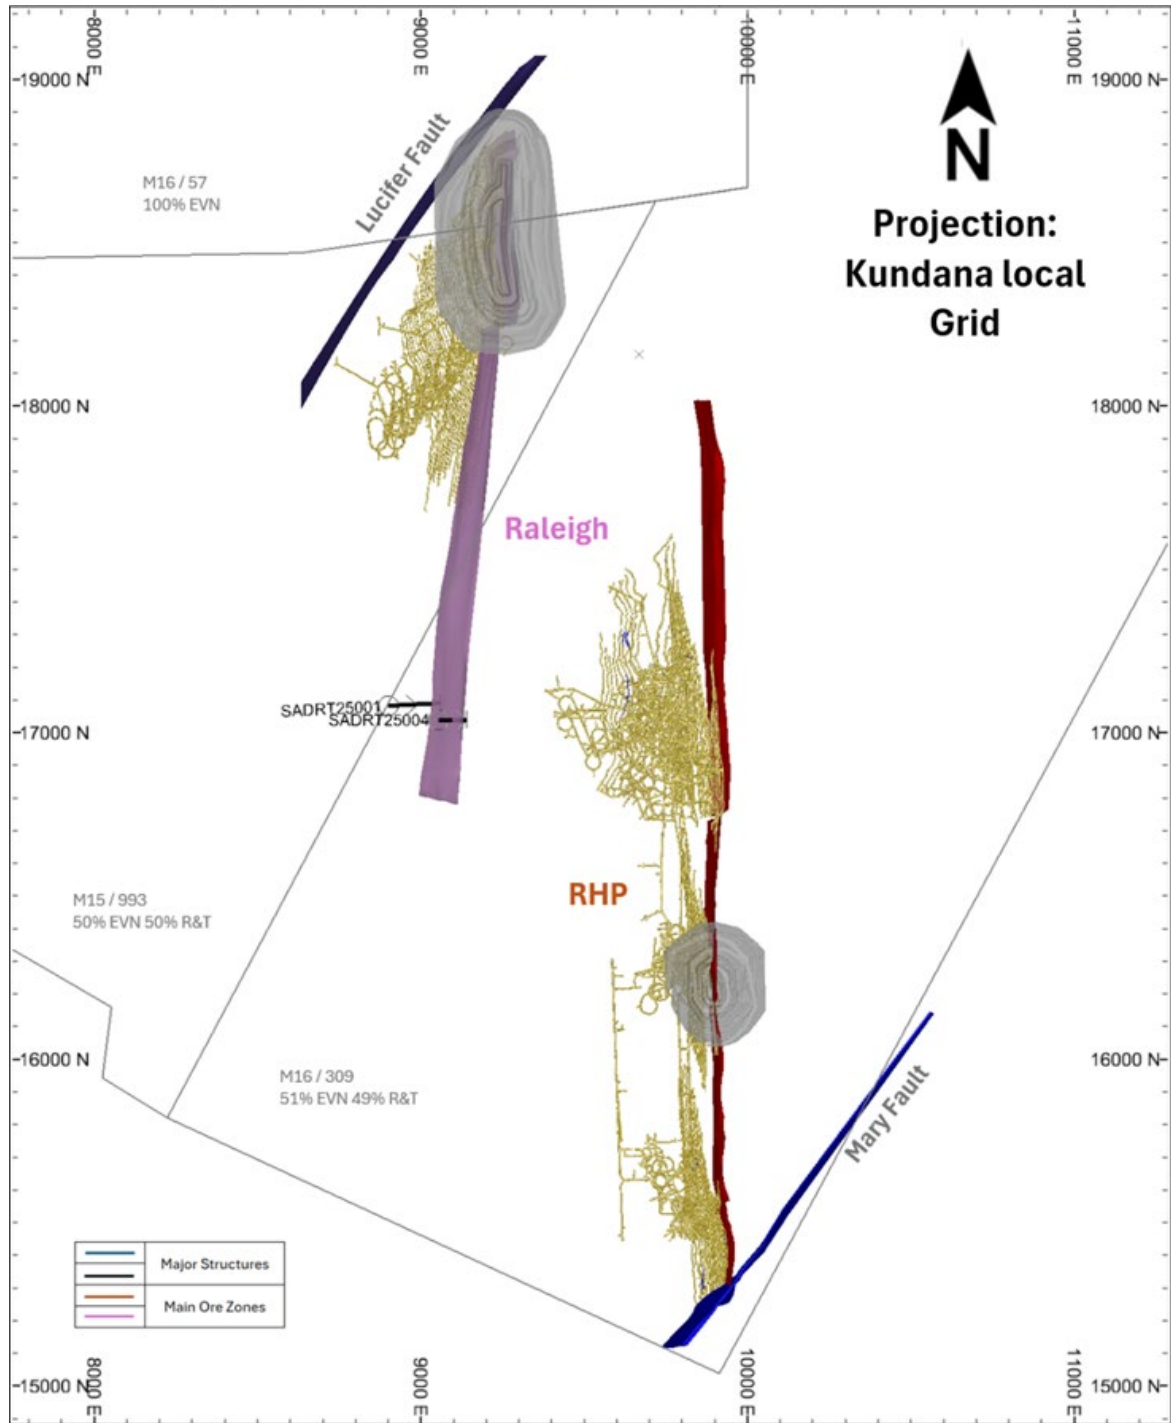 8000 E
9000 E
10000 E
11000 E
19000 N
19000 N
N
Projection:
Kundana local
Grid
Lucifer Fault
M16 / 57
100% EVN
18000 N
18000 N
Raleigh
SADRT25001
SADRT25004
17000 N
17000 N
RHP
M15 / 993
50% EVN 50% R&T
16000 N
16000 N
M16 / 309
51% EVN 49% R&T
Mary Fault
Major Structures
Main Ore Zones
15000 N
15000 N
8000 E
9000 E
10000 E
11000 E